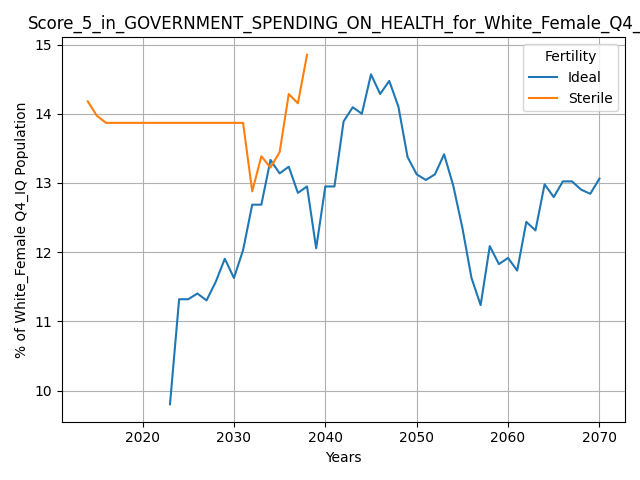 Score_5_in_GOVERNMENT_SPENDING_ON_HEALTH_for_White_Female_Q4_
15
14
13
12
11
10
% of White_Female Q4_IQ Population
Fertility
Ideal
Sterile
2020 2030 2040 2050 2060 2070
Years